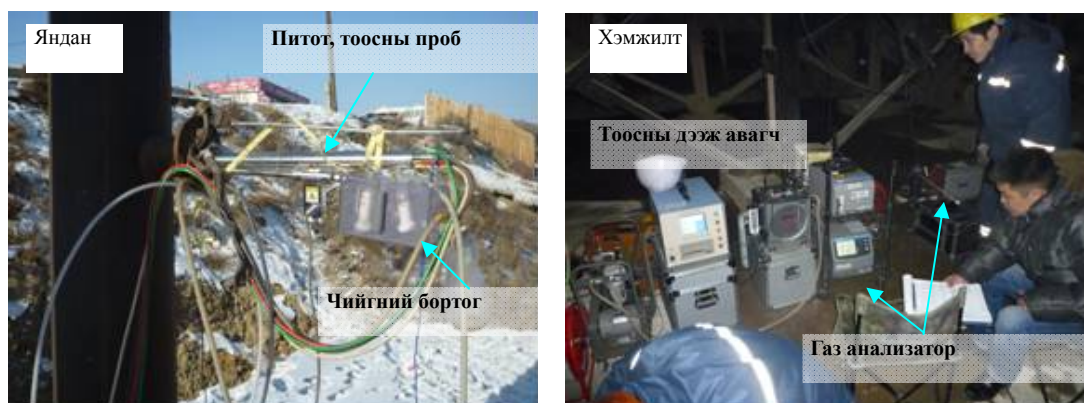 Яндан
Питот, тоосны проб
Чийгний бортог
Хэмжилт
Тоосны дээж авагч
Газ анализатор